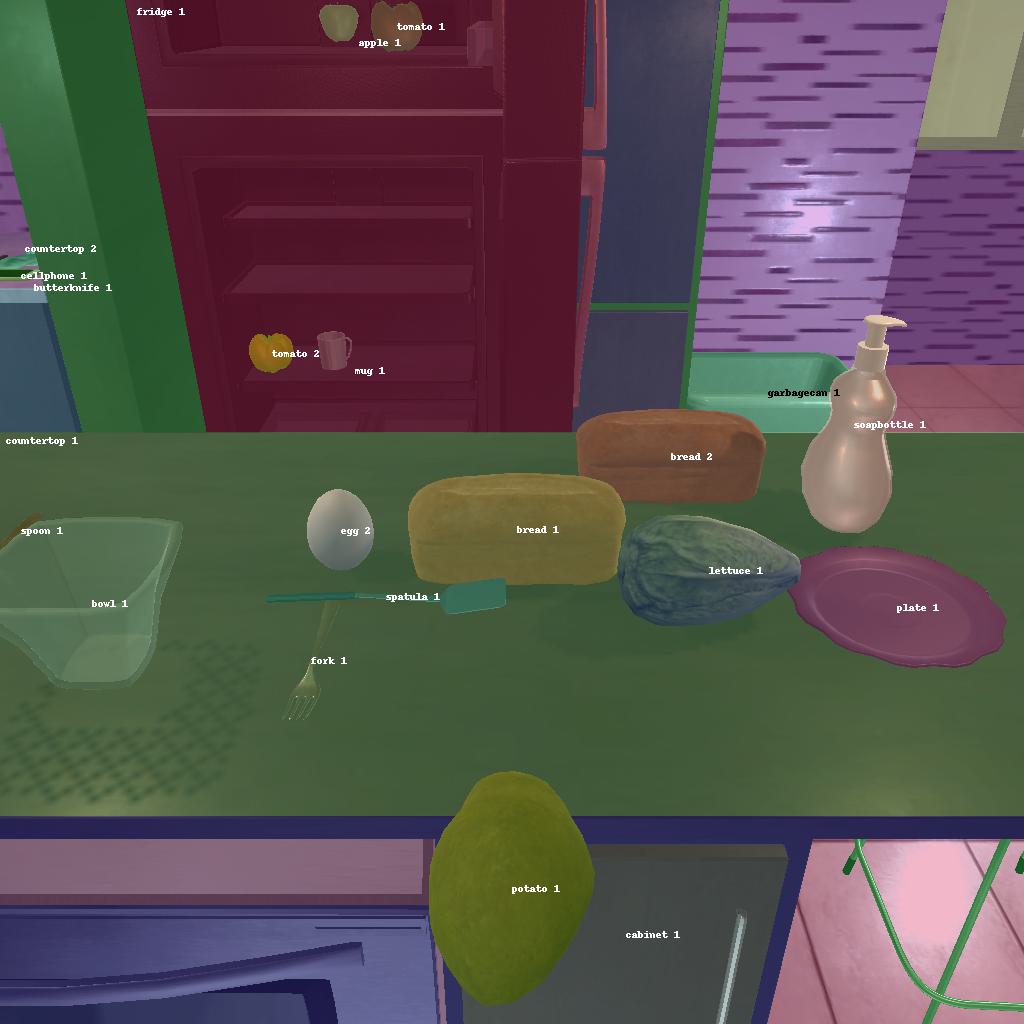 fridge 1
tomato 1
apple 1
countertop 2
cellphone 1
butterknife 1
tomato 2
mug 1
garbagecan 1
soapbottle 1
countertop 1
bread 2
spoon 1
egg 2
bread 1
lettuce 1
spatula 1
bowl 1
plate 1
fork 1
potato 1
cabinet 1